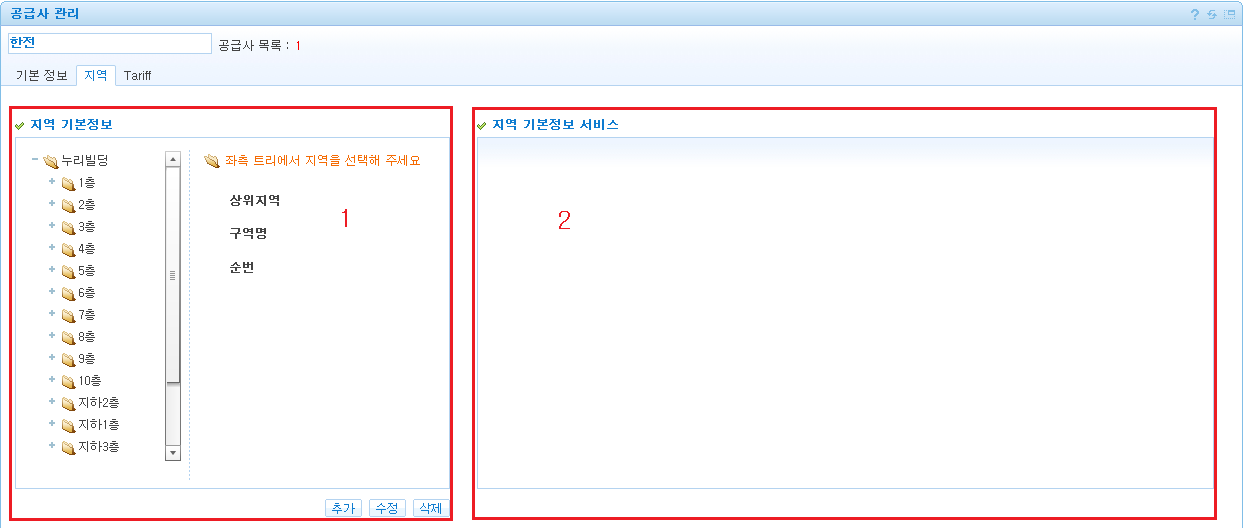 공급사 관리
한전 공급사 목록 : 1
기본 정보 지역 Tariff
지역 기본정보
누리빌딩
1층
2층
3층
4층
5층
6층
7층
8층
9층
10층
지하2층
지하1층
지하3층
좌측 트리에서 지역을 선택해 주세요
상위지역
구역명
순번
1
추가 수정 삭제
지역 기본정보 서비스
2